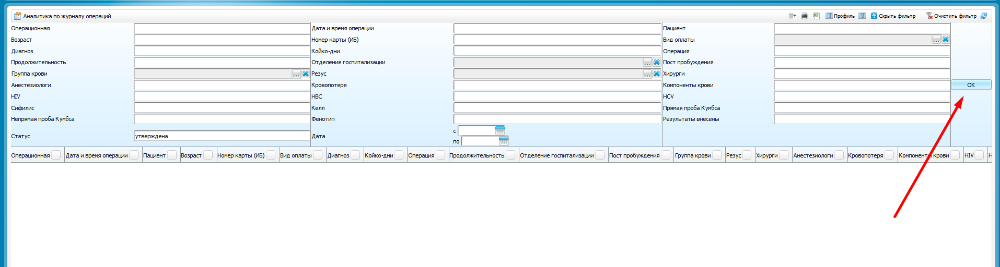 Аналитика по журналу операций Профиль Скрыть фильтр Очистить фильтр
Операционная Дата и время операции Пациент
Возраст Номер карты (ИБ) Вид оплаты ...
Диагноз Койко-дни Операция
Продолжительность Отделение госпитализации ... Пост пробуждения
Группа крови ... Резус ... Хирурги
Анестезиологи Кровопотеря Компоненты крови OK
HIV HBC HCV
Сифилис Келл Прямая проба Кумбса
Непрямая проба Кумбса Фенотип Результаты внесены
Статус утверждена Дата с
по
Операционная Дата и время операции Пациент Возраст Номер карты (ИБ) Вид оплаты Диагноз Койко-дни Операция Продолжительность Отделение госпитализации Пост пробуждения Группа крови Резус Хирурги Анестезиологи Кровопотеря Компоненты крови HIV